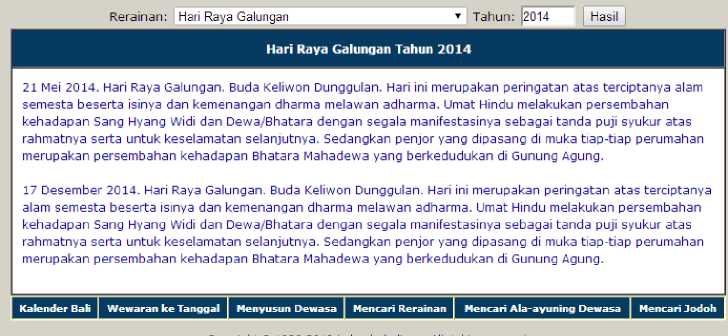 Rerainan: Hari Raya Galungan Tahun: 2014 Hasil
Hari Raya Galungan Tahun 2014
21 Mei 2014. Hari Raya Galungan. Buda Keliwon Dunggulan. Hari ini merupakan peringatan atas terciptanya alam
semesta beserta isinya dan kemenangan dharma melawan adharma. Umat Hindu melakukan persembahan
kehadapan Sang Hyang Widi dan Dewa/Bhatara dengan segala manifestasinya sebagai tanda puji syukur atas
rahmatnya serta untuk keselamatan selanjutnya. Sedangkan penjor yang dipasang di muka tiap-tiap perumahan
merupakan persembahan kehadapan Bhatara Mahadewa yang berkedudukan di Gunung Agung.
17 Desember 2014. Hari Raya Galungan. Buda Keliwon Dunggulan. Hari ini merupakan peringatan atas terciptanya
alam semesta beserta isinya dan kemenangan dharma melawan adharma. Umat Hindu melakukan persembahan
kehadapan Sang Hyang Widi dan Dewa/Bhatara dengan segala manifestasinya sebagai tanda puji syukur atas
rahmatnya serta untuk keselamatan selanjutnya. Sedangkan penjor yang dipasang di muka tiap-tiap perumahan
merupakan persembahan kehadapan Bhatara Mahadewa yang berkedudukan di Gunung Agung.
Kalender Bali Wewaran ke Tanggal Menyusun Dewasa Mencari Rerainan Mencari Ala-ayuning Dewasa Mencari Jodoh